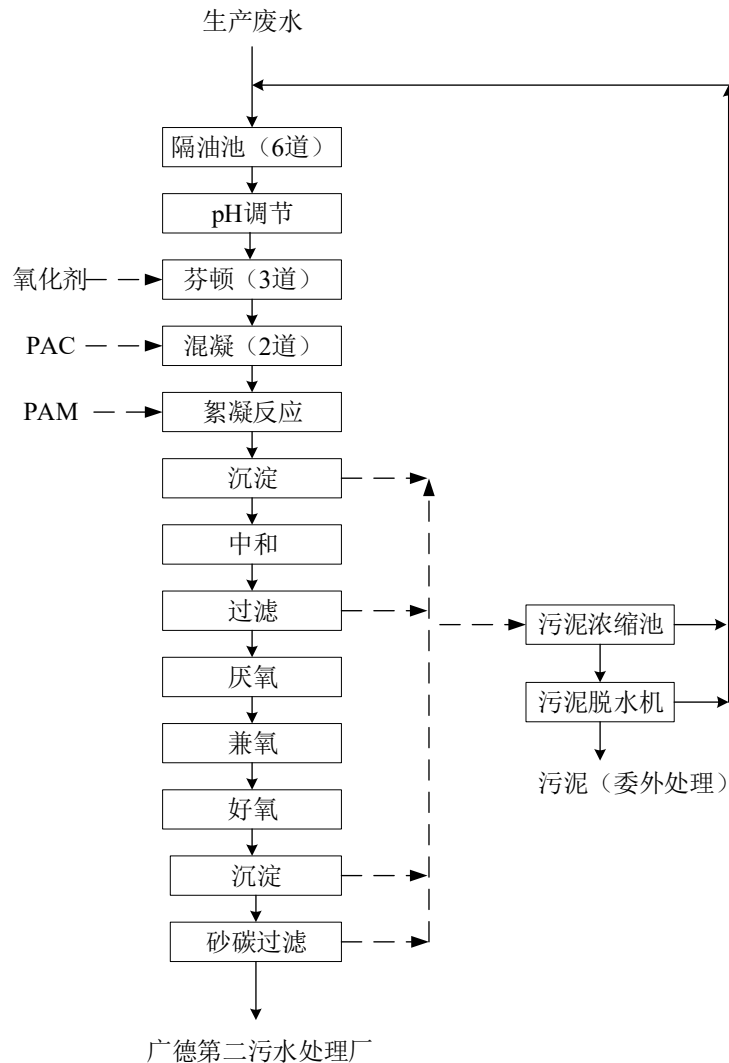 生产废水
隔油池（6道）
pH调节
氧化剂
芬顿（3道）
PAC
混凝（2道）
PAM
絮凝反应
沉淀
中和
过滤
污泥浓缩池
厌氧
污泥脱水机
兼氧
污泥（委外处理）
好氧
沉淀
砂碳过滤
广德第二污水处理厂